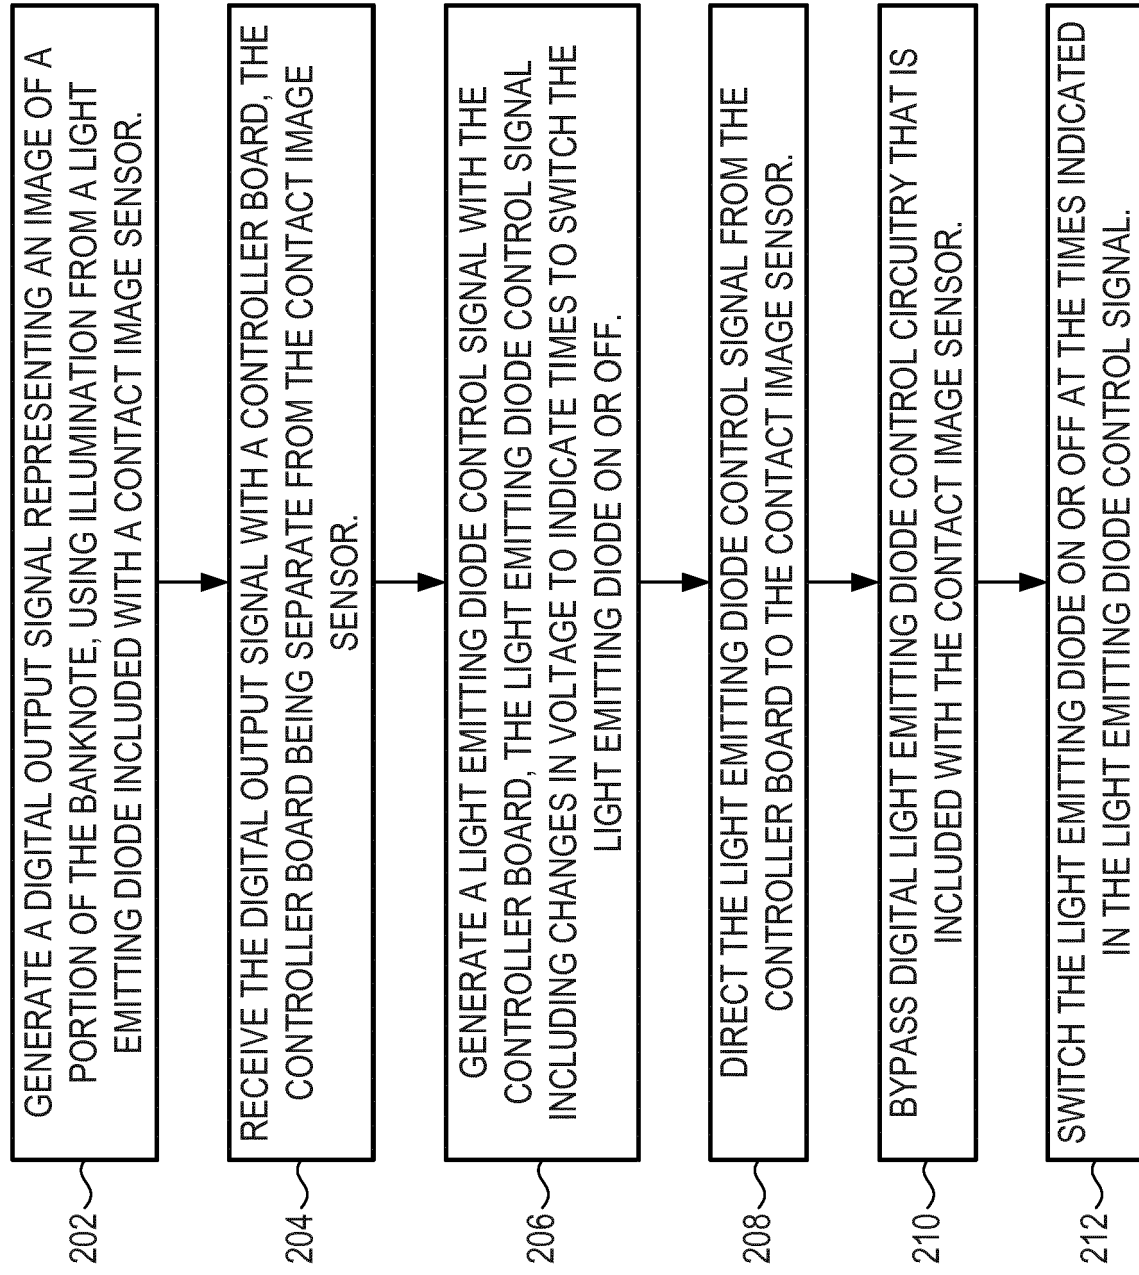 202
GENERATE A DIGITAL OUTPUT SIGNAL REPRESENTING AN IMAGE OF A
PORTION OF THE BANKNOTE, USING ILLUMINATION FROM A LIGHT
EMITTING DIODE INCLUDED WITH A CONTACT IMAGE SENSOR.
204
RECEIVE THE DIGITAL OUTPUT SIGNAL WITH A CONTROLLER BOARD, THE
CONTROLLER BOARD BEING SEPARATE FROM THE CONTACT IMAGE
SENSOR.
206
GENERATE A LIGHT EMITTING DIODE CONTROL SIGNAL WITH THE
CONTROLLER BOARD, THE LIGHT EMITTING DIODE CONTROL SIGNAL
INCLUDING CHANGES IN VOLTAGE TO INDICATE TIMES TO SWITCH THE
LIGHT EMITTING DIODE ON OR OFF.
208
DIRECT THE LIGHT EMITTING DIODE CONTROL SIGNAL FROM THE
CONTROLLER BOARD TO THE CONTACT IMAGE SENSOR.
210
BYPASS DIGITAL LIGHT EMITTING DIODE CONTROL CIRCUITRY THAT IS
INCLUDED WITH THE CONTACT IMAGE SENSOR.
212
SWITCH THE LIGHT EMITTING DIODE ON OR OFF AT THE TIMES INDICATED
IN THE LIGHT EMITTING DIODE CONTROL SIGNAL.